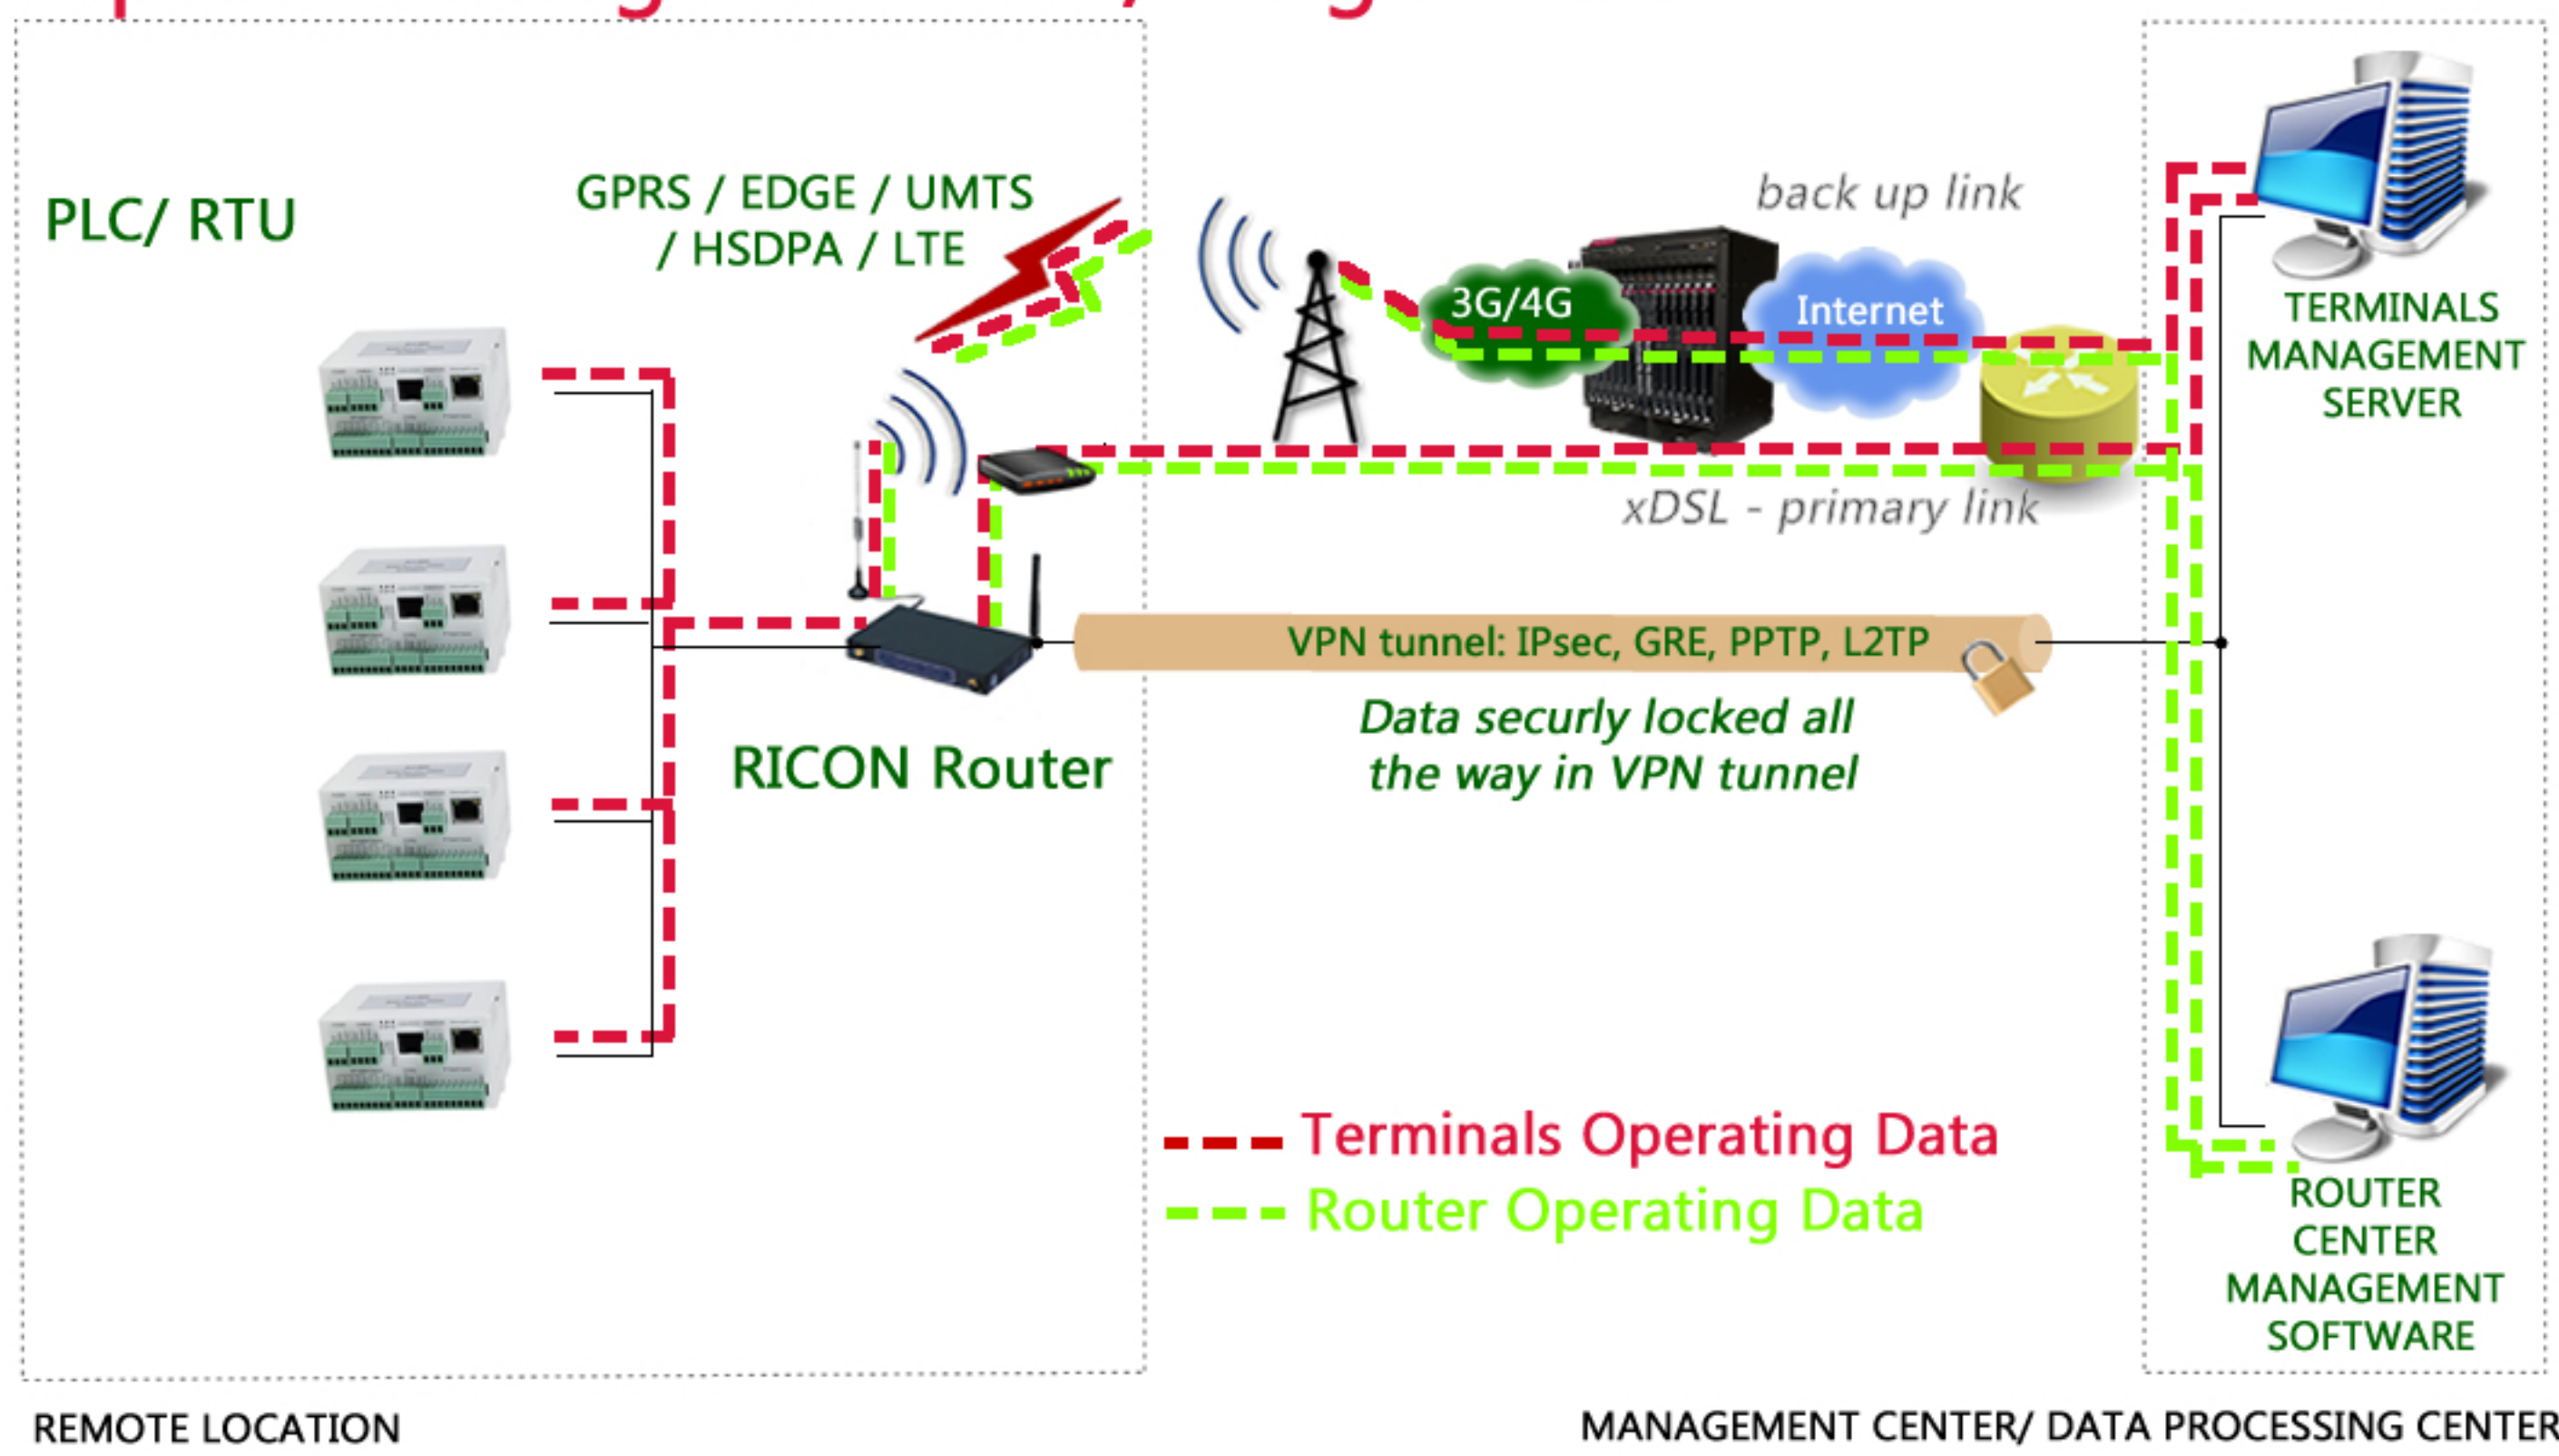 PLC/ RTU
GPRS / EDGE / UMTS
/ HSDPA / LTE
back up link
3G/4G
Internet
TERMINALS
MANAGEMENT
SERVER
xDSL - primary link
VPN tunnel: IPsec, GRE, PPTP, L2TP
Data securly locked all
the way in VPN tunnel
RICON Router
Terminals Operating Data
Router Operating Data
ROUTER
CENTER
MANAGEMENT
SOFTWARE
REMOTE LOCATION
MANAGEMENT CENTER/ DATA PROCESSING CENTER